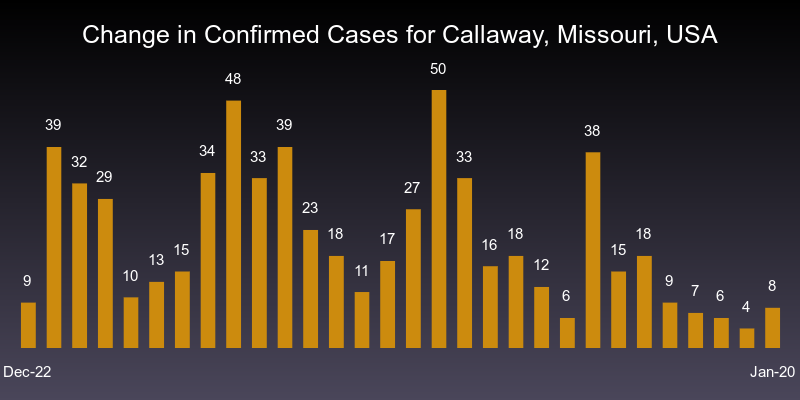 Change in Confirmed Cases for Callaway, Missouri, USA
9 39 32 29 10 13 15 34 48 33 39 23 18 11 17 27 50 33 16 18 12 6 38 15 18 9 7 6 4 8
Dec-22 Jan-20